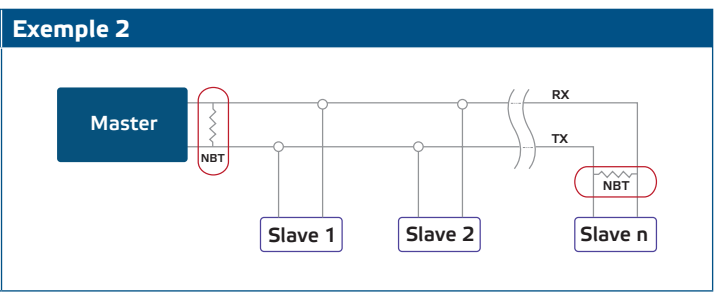 Exemple 2
RX
Master
TX
NBT
NBT
Slave 1
Slave 2
Slave n